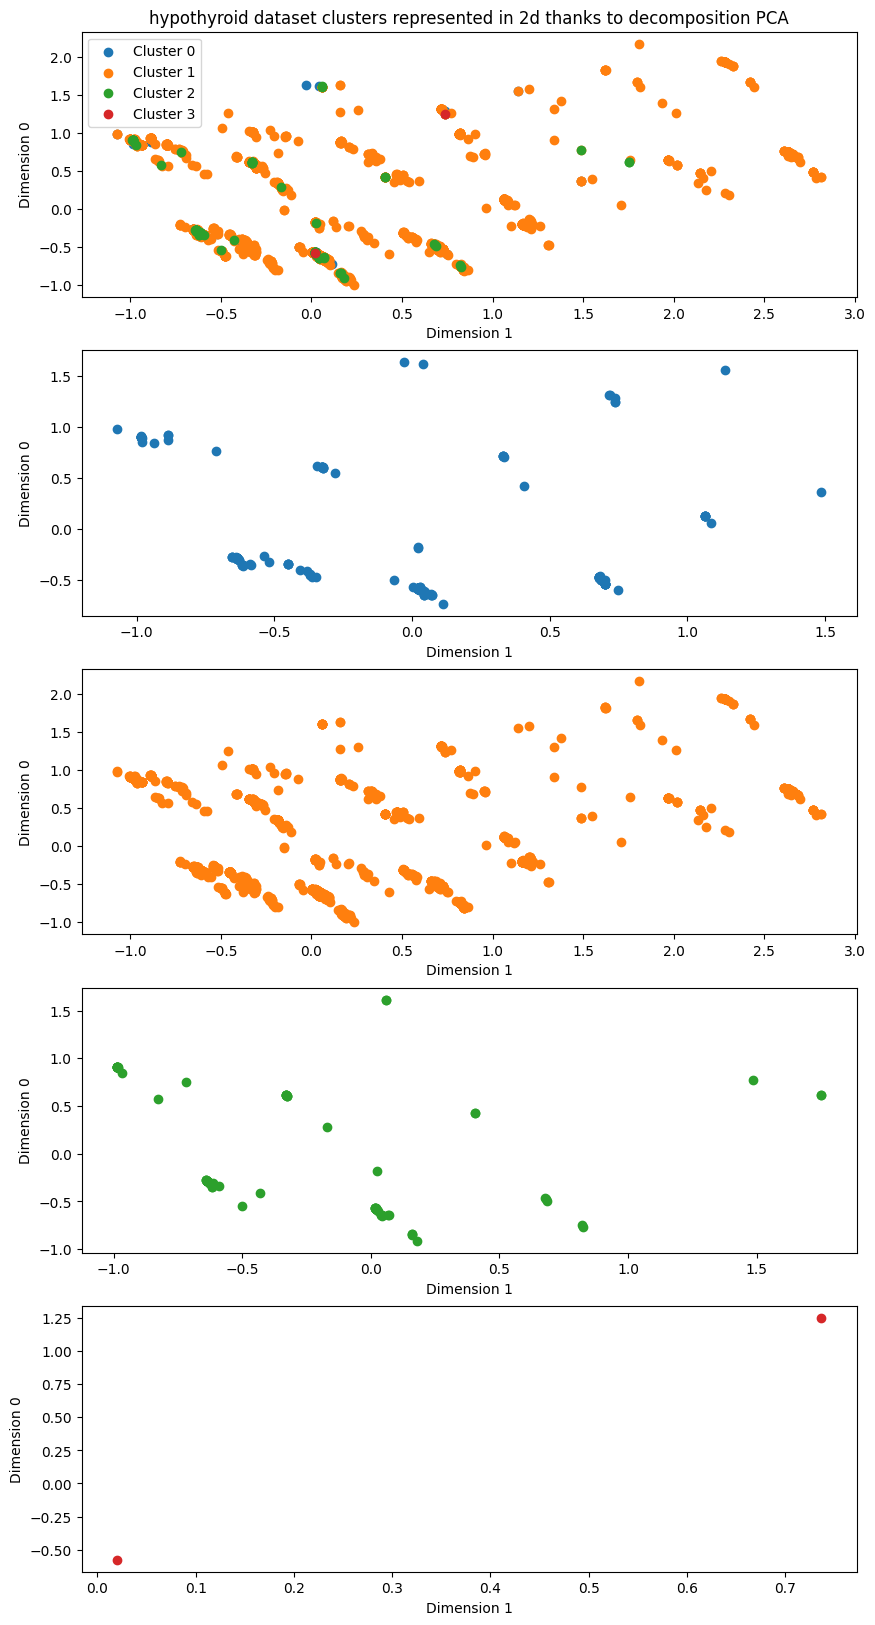 hypothyroid dataset clusters represented in 2d thanks to decomposition PCA
Cluster 0
Cluster 1
Cluster 2
Cluster 3
Dimension 0
2.0
1.5
1.0
0.5
0.0
−0.5
−1.0
−1.0 −0.5 0.0 0.5 1.0 1.5 2.0 2.5 3.0
Dimension 1
Dimension 0
1.5
1.0
0.5
0.0
−0.5
−1.0 −0.5 0.0 0.5 1.0 1.5
Dimension 1
Dimension 0
2.0
1.5
1.0
0.5
0.0
−0.5
−1.0
−1.0 −0.5 0.0 0.5 1.0 1.5 2.0 2.5 3.0
Dimension 1
Dimension 0
1.5
1.0
0.5
0.0
−0.5
−1.0
−1.0 −0.5 0.0 0.5 1.0 1.5
Dimension 1
Dimension 0
1.25
1.00
0.75
0.50
0.25
0.00
−0.25
−0.50
0.0 0.1 0.2 0.3 0.4 0.5 0.6 0.7
Dimension 1